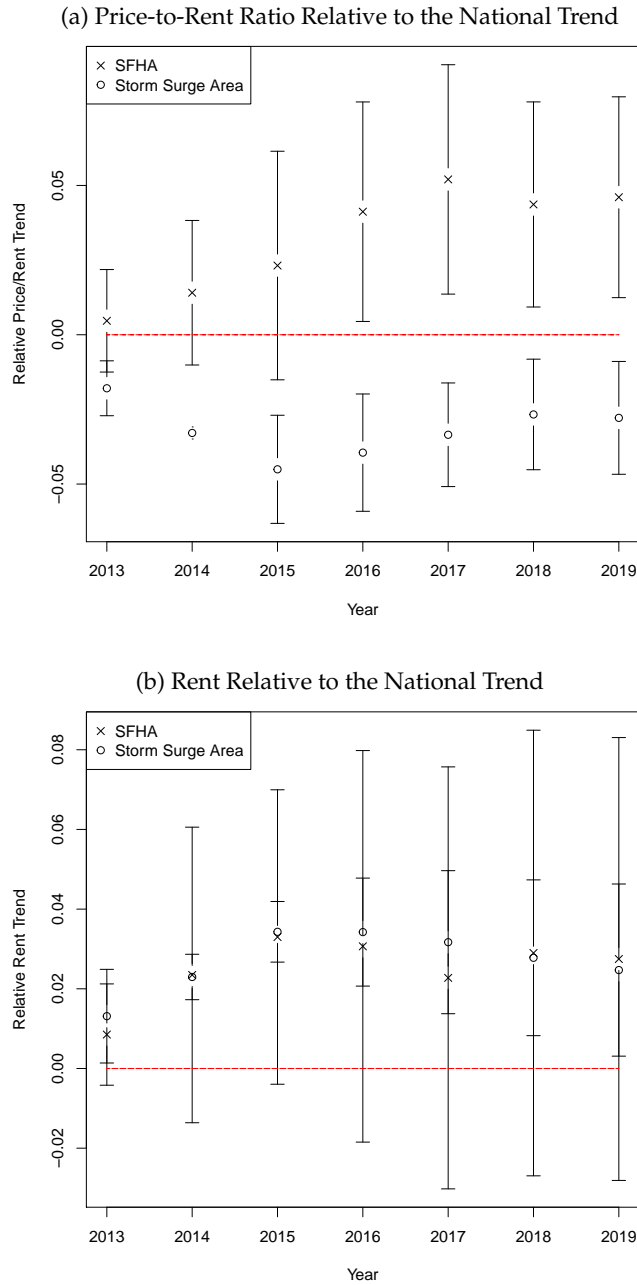 (a) Price-to-Rent Ratio Relative to the National Trend
SFHA
Storm Surge Area
Relative Price/Rent Trend
0.05
0.00
−0.05
2013 2014 2015 2016 2017 2018 2019
Year
(b) Rent Relative to the National Trend
SFHA
Storm Surge Area
Relative Rent Trend
0.08
0.06
0.04
0.02
0.00
−0.02
2013 2014 2015 2016 2017 2018 2019
Year